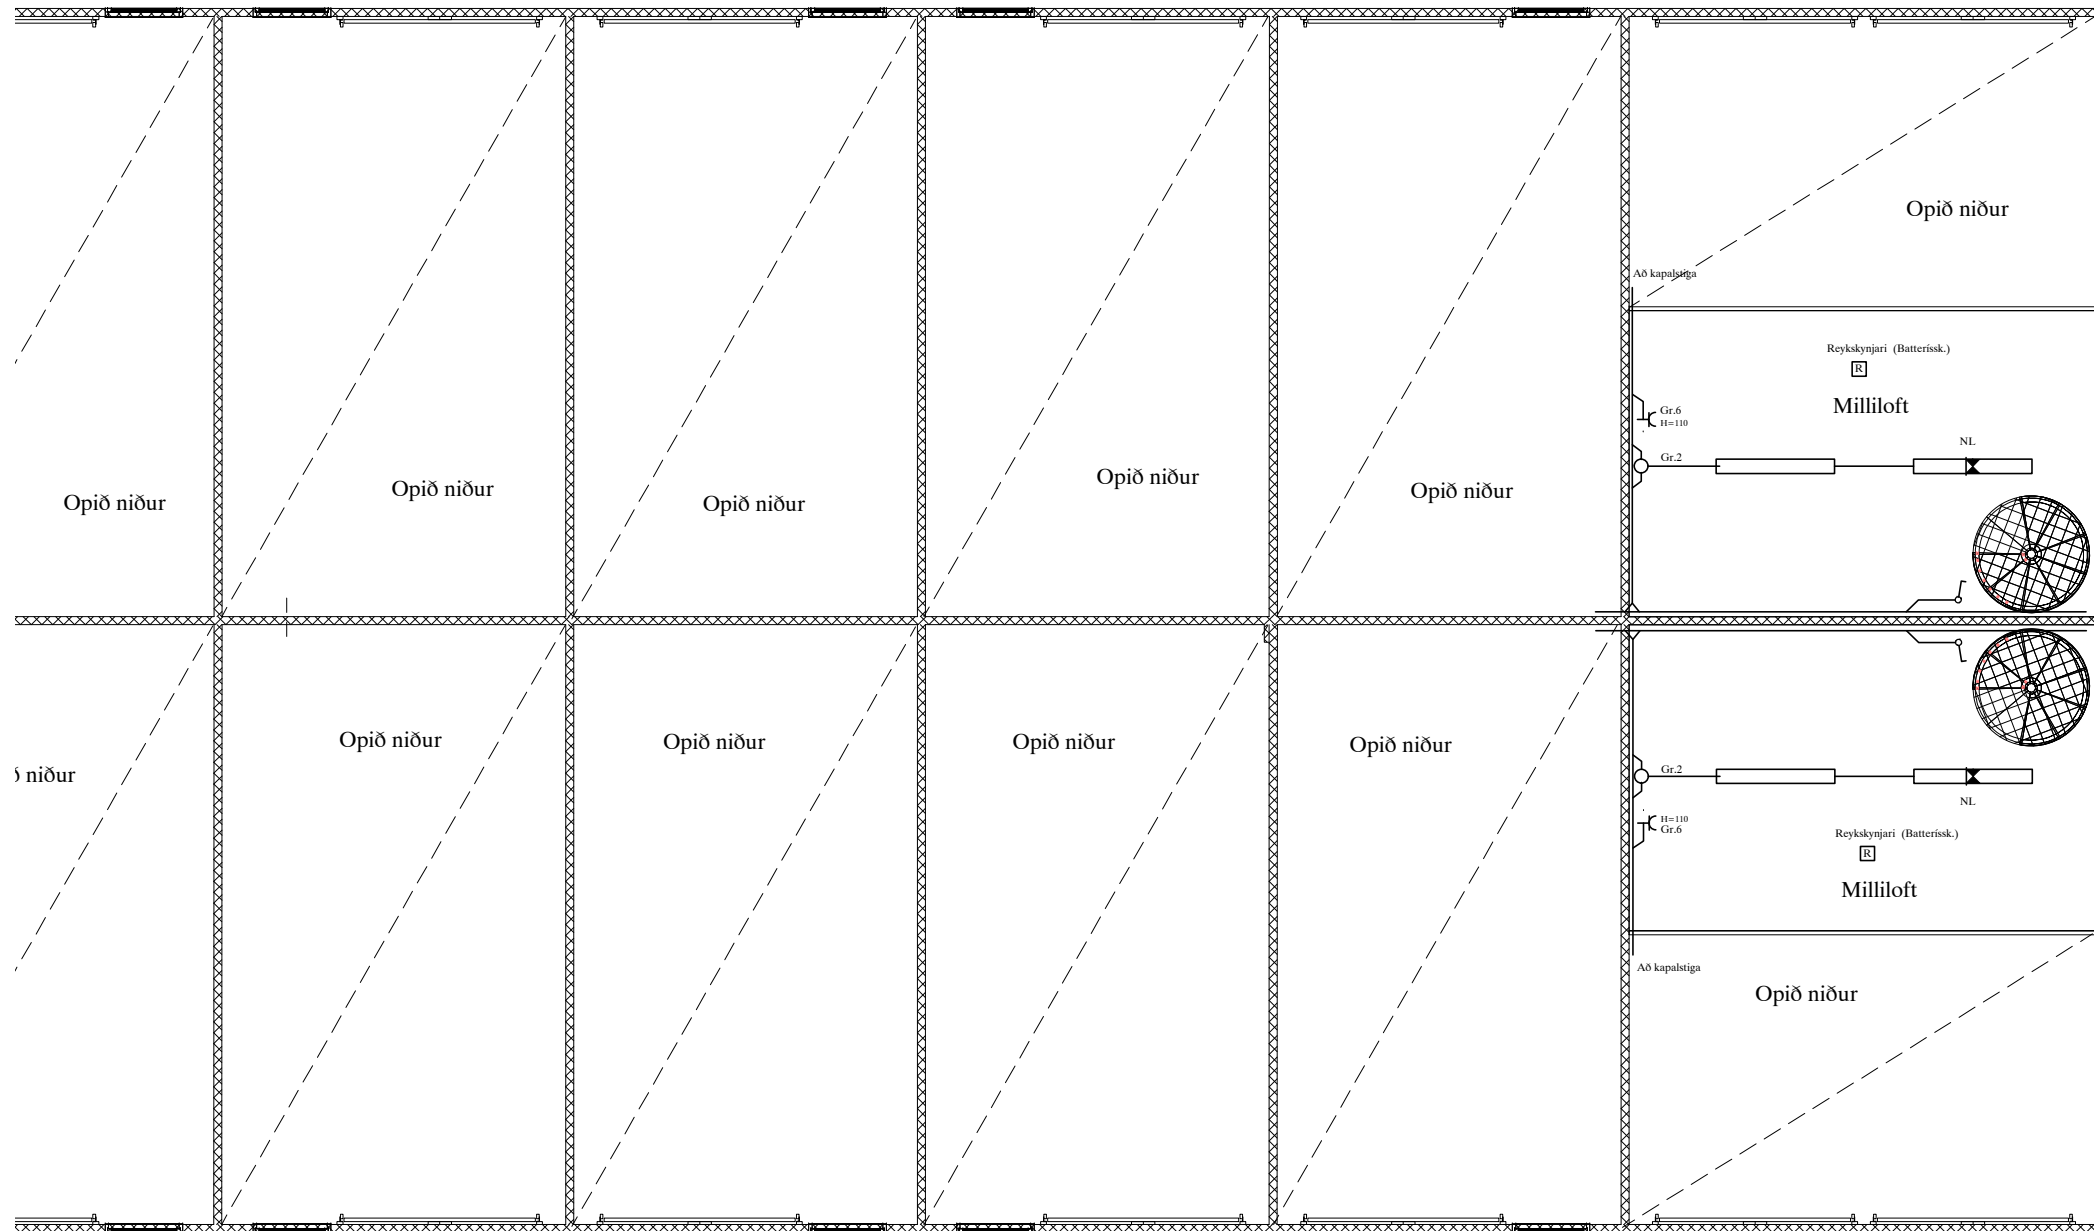 Opið niður
Að kapalstiga
Reykskynjari (Batteríssk.)
R
Milliloft
Gr.6
H=110
NL
Gr.2
Opið niður
Opið niður
Opið niður
Opið niður
Opið niður
ð niður
Opið niður
Opið niður
Opið niður
Opið niður
Gr.2
NL
H=110
Gr.6
Reykskynjari (Batteríssk.)
R
Milliloft
Að kapalstiga
Opið niður